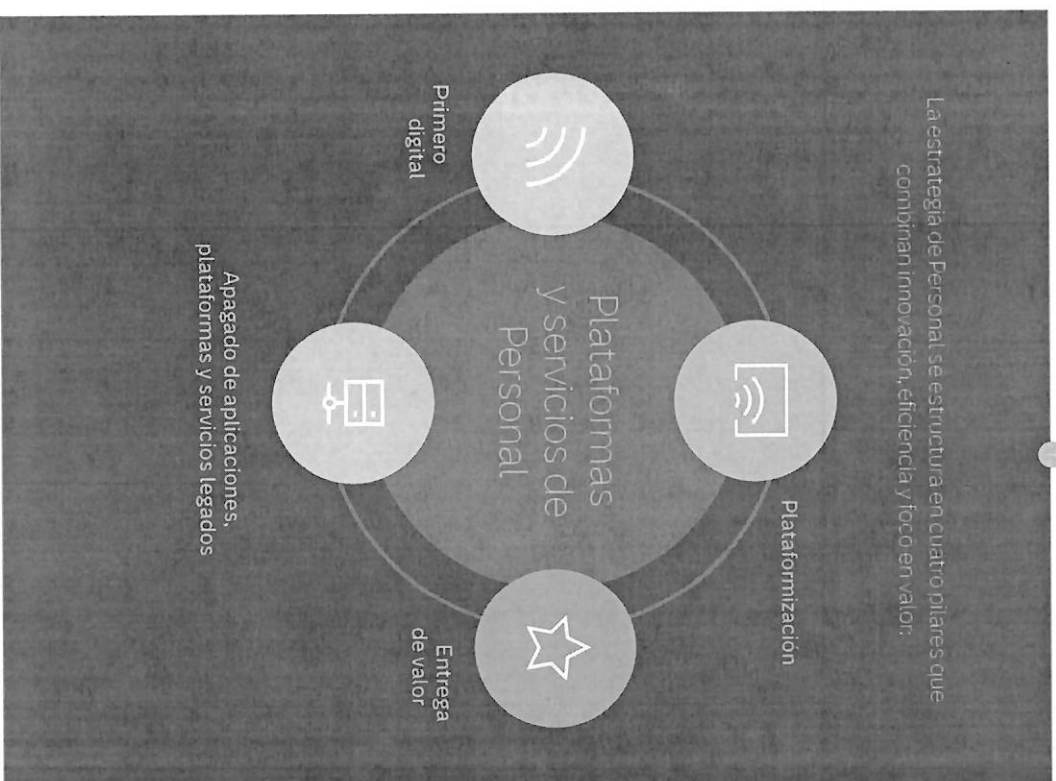 La estrategia de Personal se estructura en cuatro pilares que
combinan innovación, eficiencia y foco en valor:
Plataformización
Primero
digital
Plataformas
y servicios de
Personal
Entrega
de valor
Apagado de aplicaciones,
plataformas y servicios legados